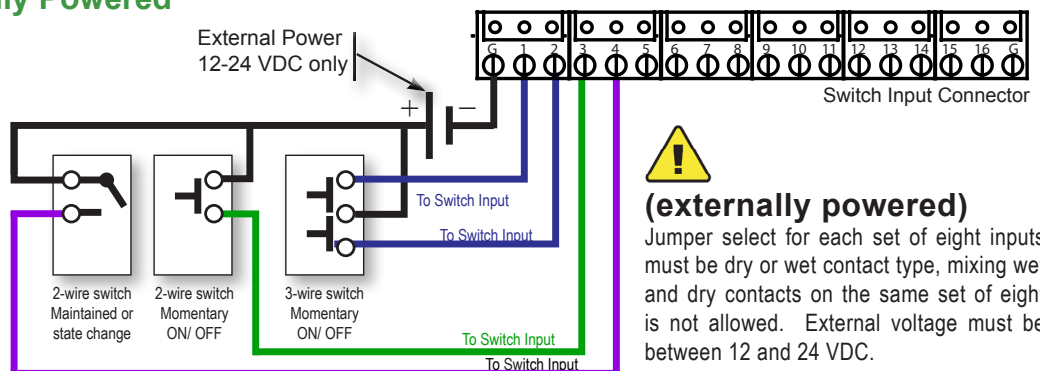 Powered
External Power
12-24 VDC only
+ −
G 1 2 3 4 5 6 7 8 9 10 11 12 13 14 15 16 G
Switch Input Connector
To Switch Input
To Switch Input
2-wire switch
Maintained or
state change
2-wire switch
Momentary
ON/ OFF
3-wire switch
Momentary
ON/ OFF
To Switch Input
To Switch Input
!
(externally powered)
Jumper select for each set of eight inputs
must be dry or wet contact type, mixing we
and dry contacts on the same set of eight
is not allowed. External voltage must be
between 12 and 24 VDC.